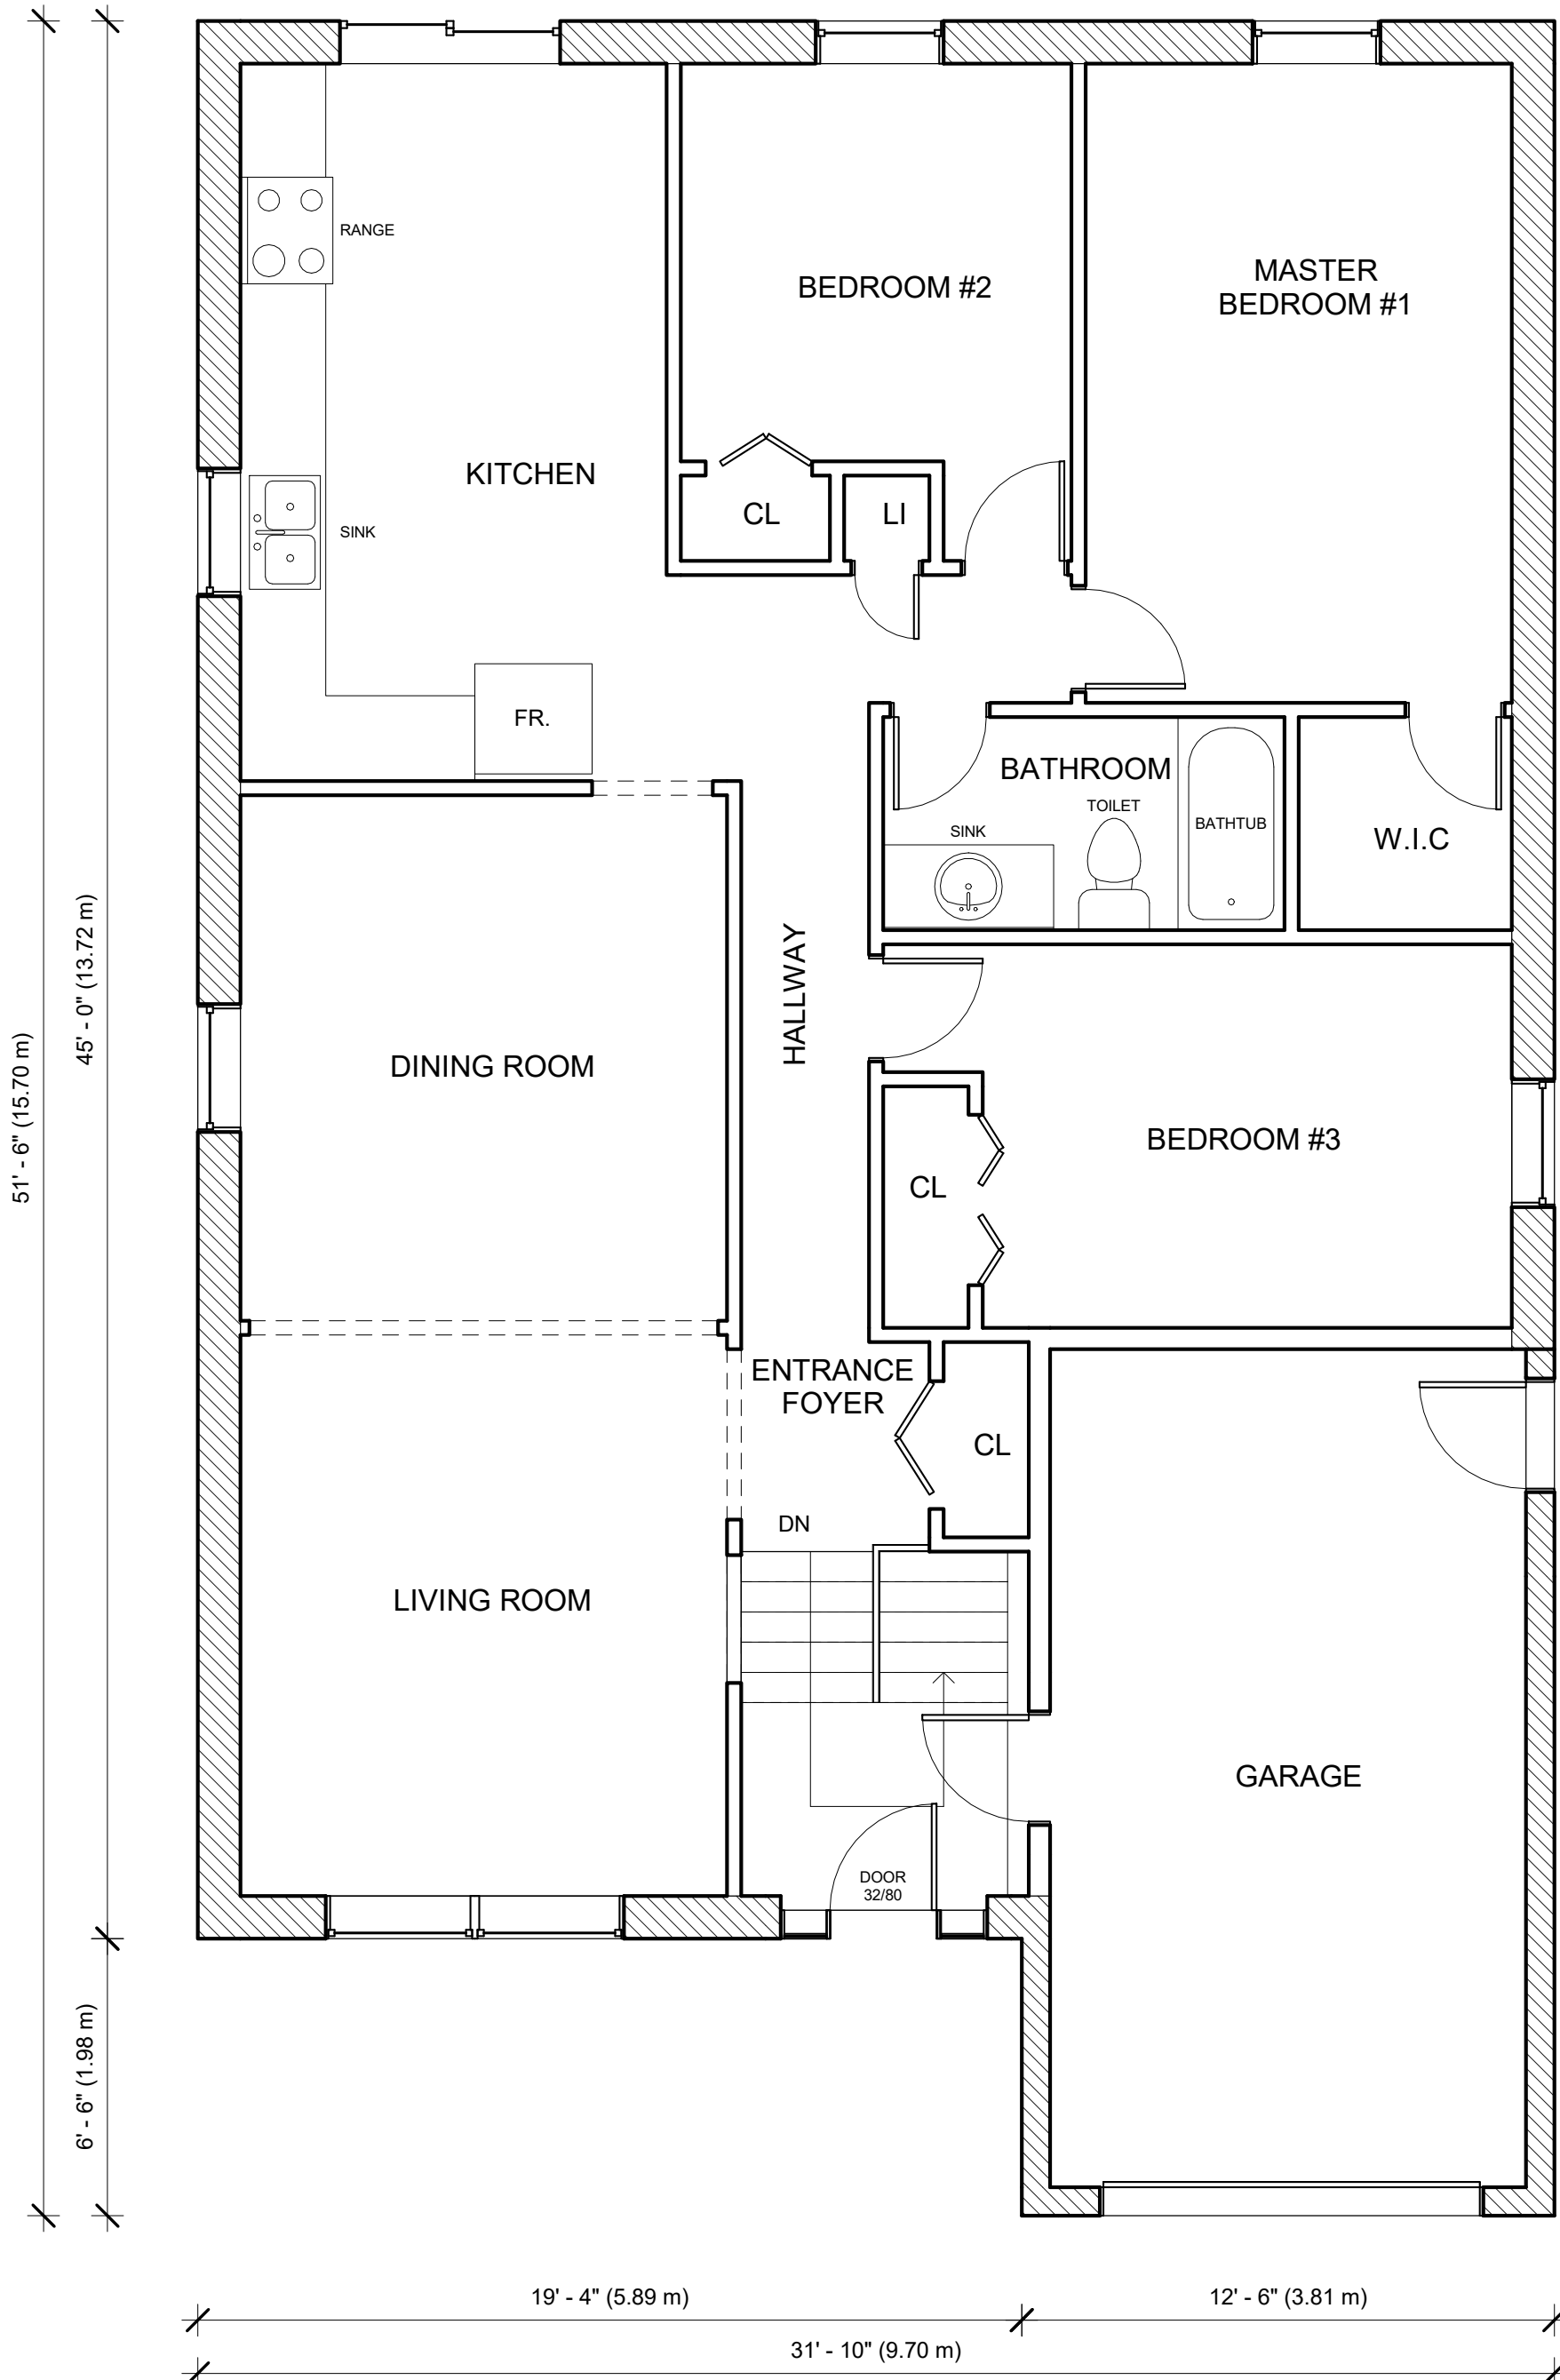 RANGE
MASTER
BEDROOM #1
BEDROOM #2
KITCHEN
CL
LI
SINK
FR.
BATHROOM
TOILET
BATHTUB
SINK
W.I.C
HALLWAY
45' - 0" (13.72 m)
51' - 6" (15.70 m)
DINING ROOM
BEDROOM #3
CL
ENTRANCE
FOYER
CL
DN
LIVING ROOM
GARAGE
DOOR
32/80
6' - 6" (1.98 m)
19' - 4" (5.89 m)
12' - 6" (3.81 m)
31' - 10" (9.70 m)